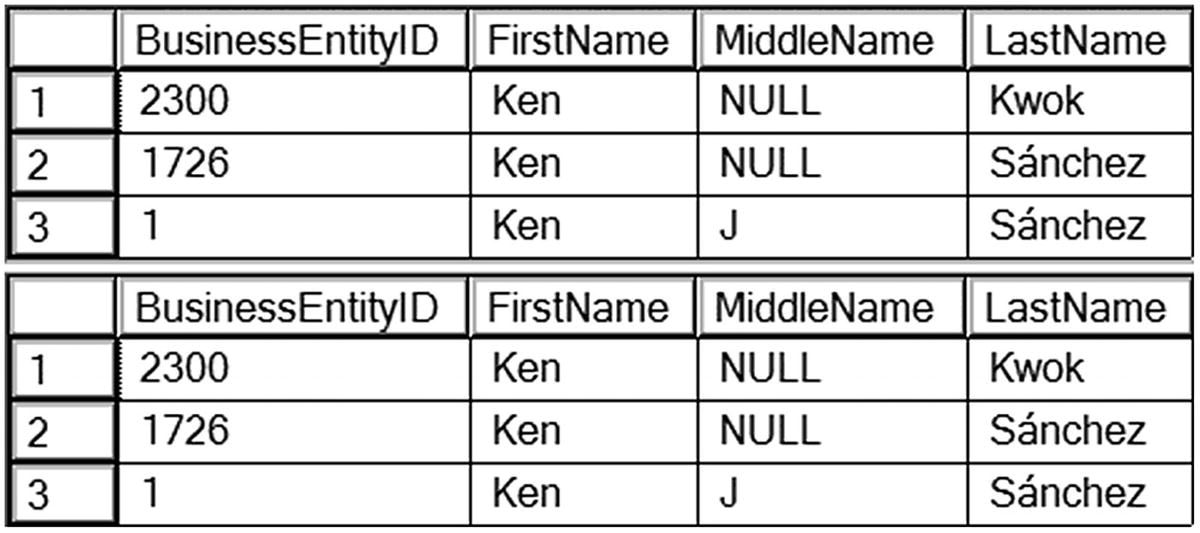 BusinessEntityID FirstName MiddleName LastName
1 2300 Ken NULL Kwok
2 1726 Ken NULL Sánchez
3 1 Ken J Sánchez
BusinessEntityID FirstName MiddleName LastName
1 2300 Ken NULL Kwok
2 1726 Ken NULL Sánchez
3 1 Ken J Sánchez